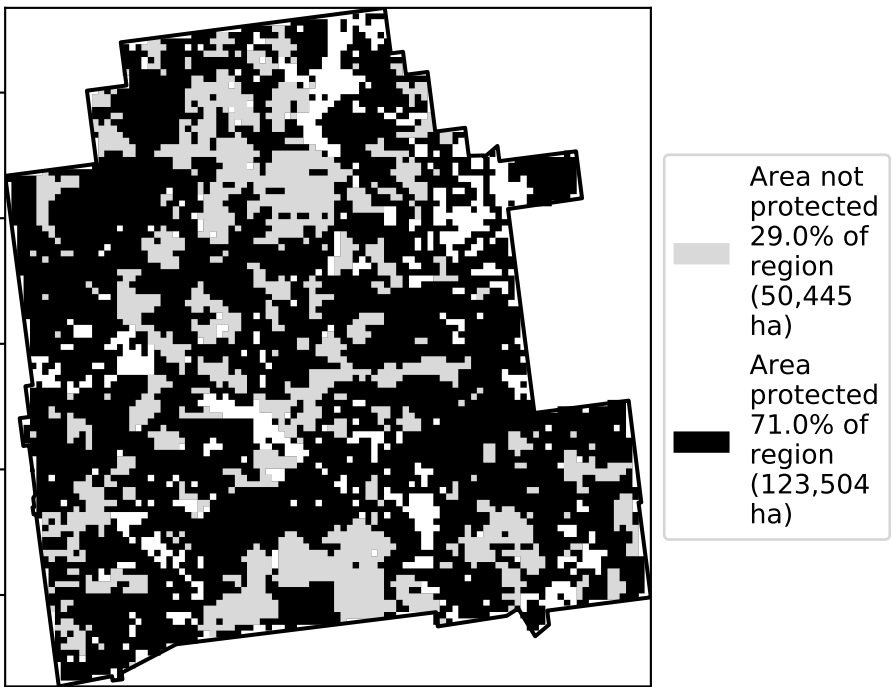 Area not
protected
29.0% of
region
(50,445
ha)
Area
protected
71.0% of
region
(123,504
ha)